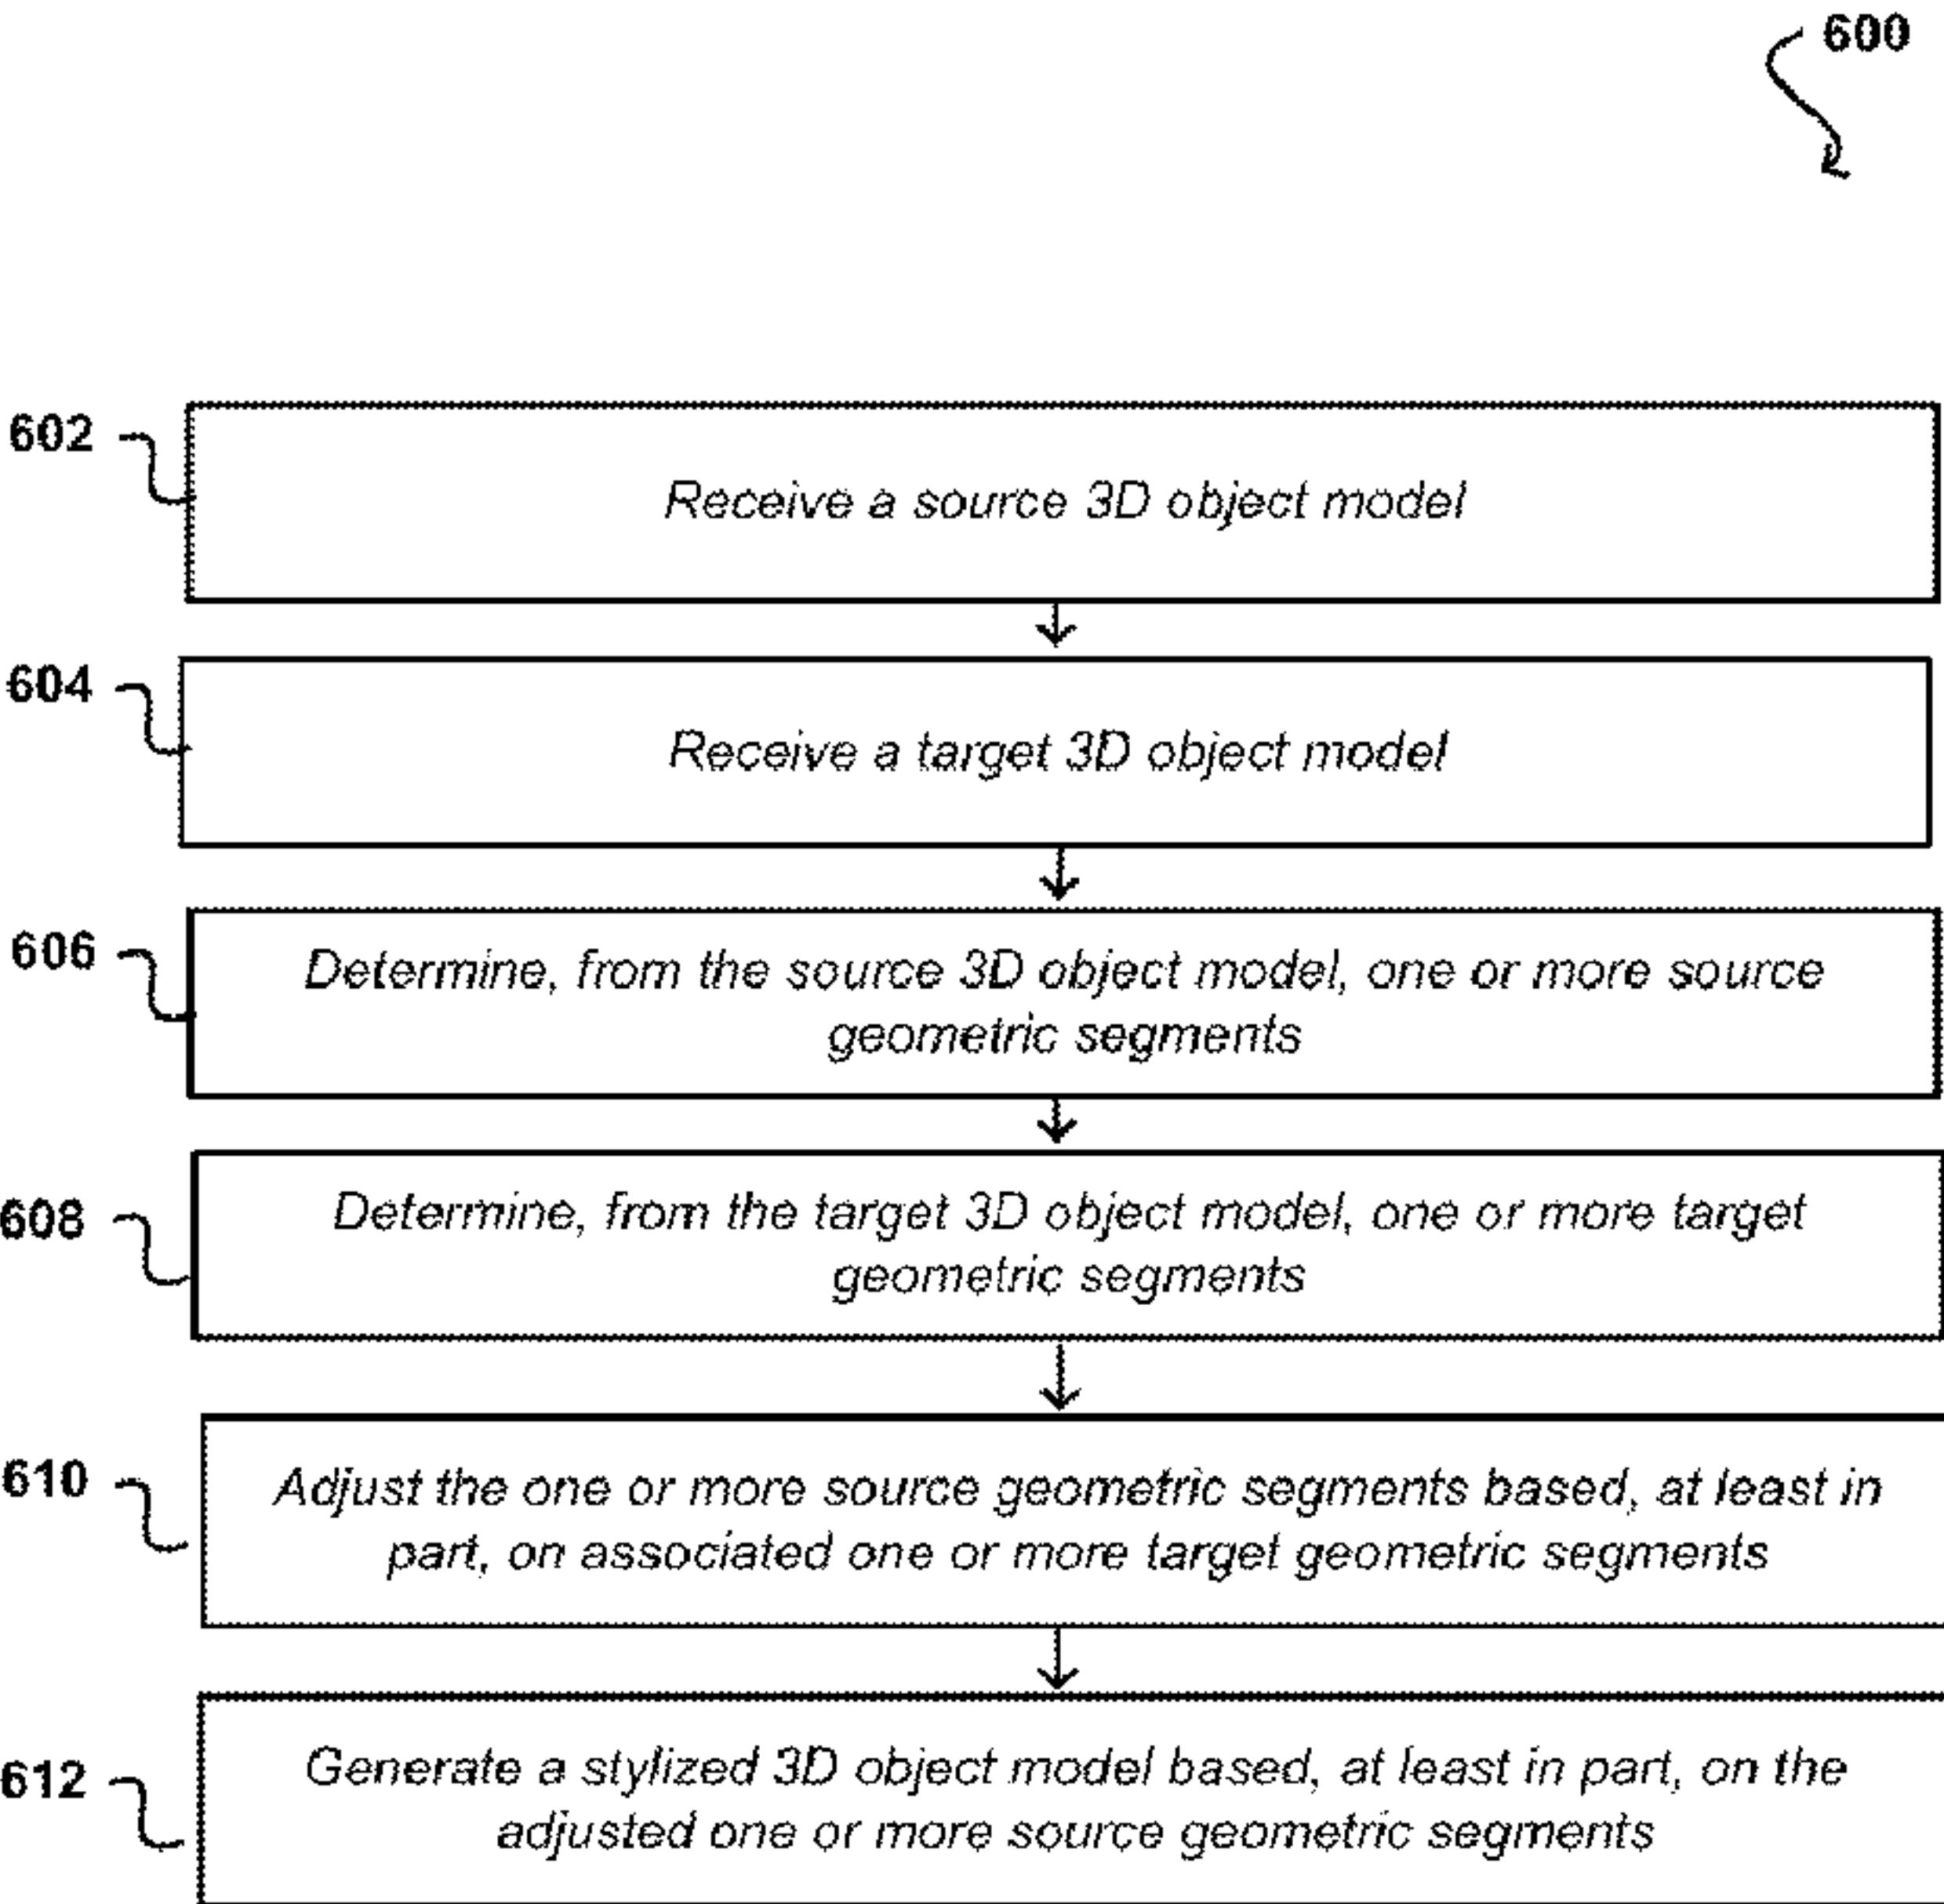 600
602
Receive a source 3D object model
604
Receive a target 3D object model
606
Determine, from the source 3D object model, one or more source
geometric segments
608
Determine, from the target 3D object model, one or more target
geometric segments
610
Adjust the one or more source geometric segments based, at least in
part, on associated one or more target geometric segments
612
Generate a stylized 3D object model based, at least in part, on the
adjusted one or more source geometric segments